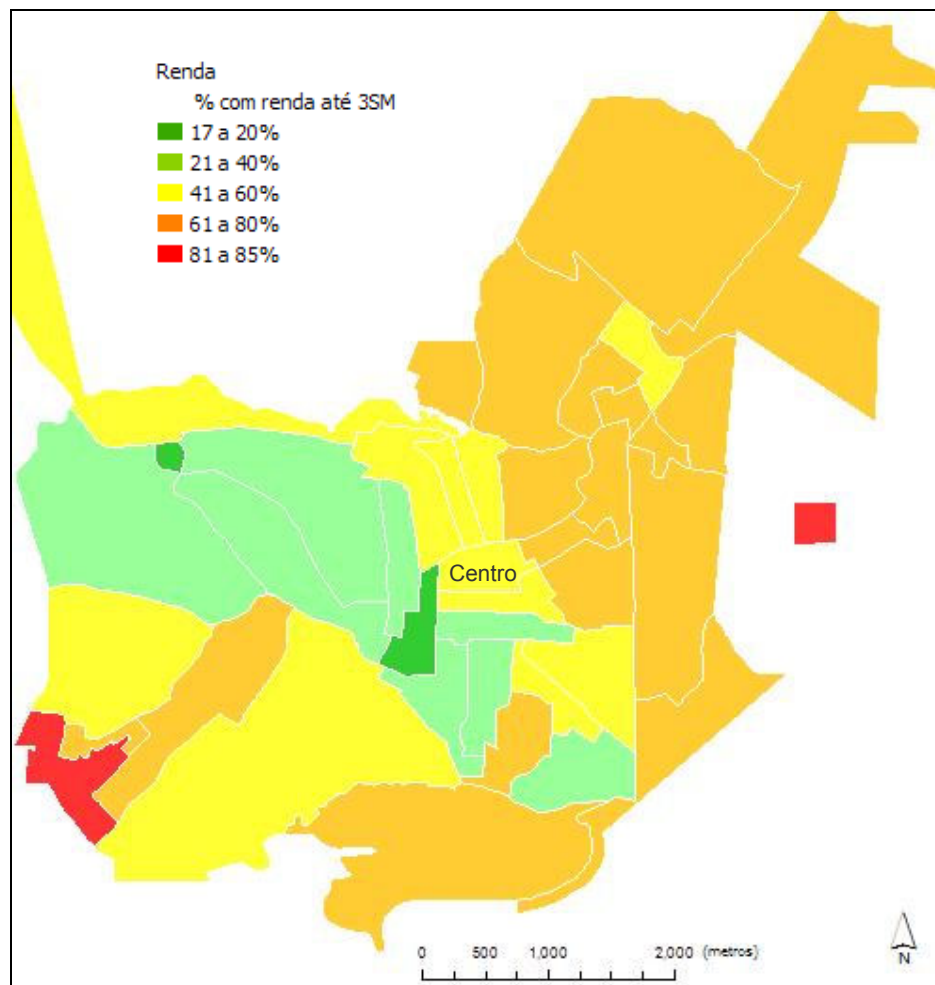 Renda
% com renda até 3SM
17 a 20%
21 a 40%
41 a 60%
61 a 80%
81 a 85%
Centro
0 500 1,000 2,000 (metros)
N